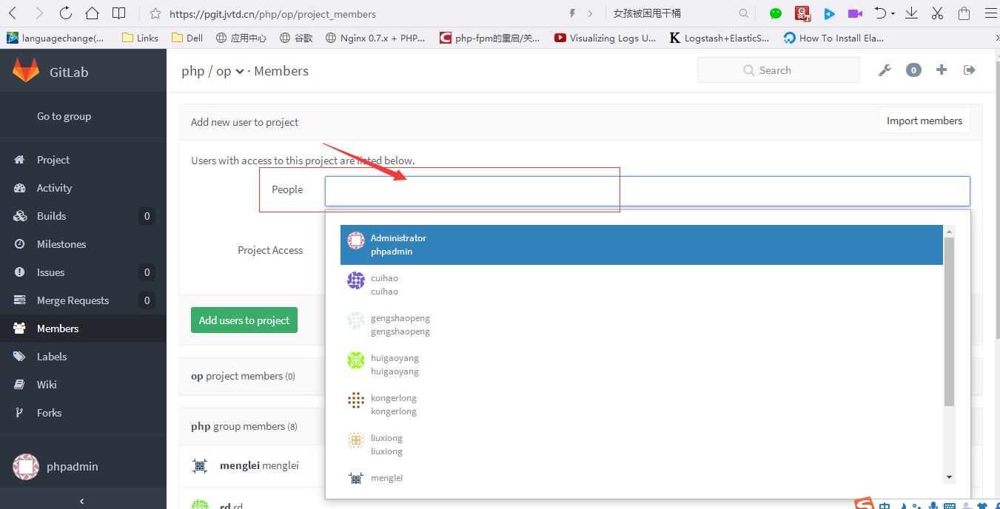 https://pgit.jvtd.cn/php/op/project_members
女孩被困甩干桶
languagechange(...
Links
Dell
应用中心
谷歌
Nginx 0.7.x + PHP...
php-fpm的重启/关...
Visualizing Logs U...
Logstash+ElasticS...
How To Install Ela...
GitLab
php / op · Members
Search
0
Go to group
Add new user to project
Import members
Project
Users with access to this project are listed below.
Activity
People
Builds 0
Milestones
Administrator
phpadmin
Project Access
Issues 0
cuihao
cuihao
Merge Requests 0
gengshaopeng
gengshaopeng
Members
Add users to project
Labels
huigaoyang
huigaoyang
Wiki
op project members (0)
kongerlong
kongerlong
Forks
php group members (8)
liuxiong
liuxiong
phpadmin
menglei menglei
menglei
rd rd
中